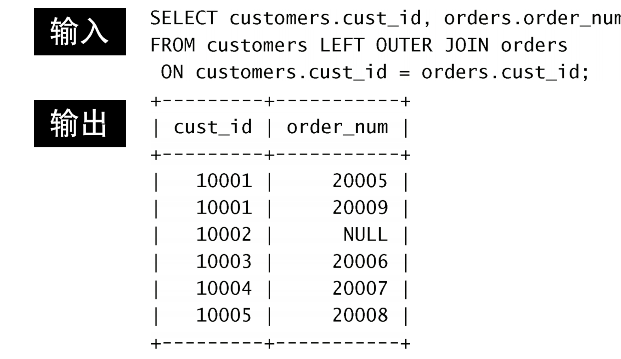 输入
SELECT customers.cust_id, orders.order_num
FROM customers LEFT OUTER JOIN orders
ON customers.cust_id = orders.cust_id;
输出
+---------+-----------+
| cust_id | order_num |
+---------+-----------+
|   10001 |     20005 |
|   10001 |     20009 |
|   10002 |      NULL |
|   10003 |     20006 |
|   10004 |     20007 |
|   10005 |     20008 |
+---------+-----------+